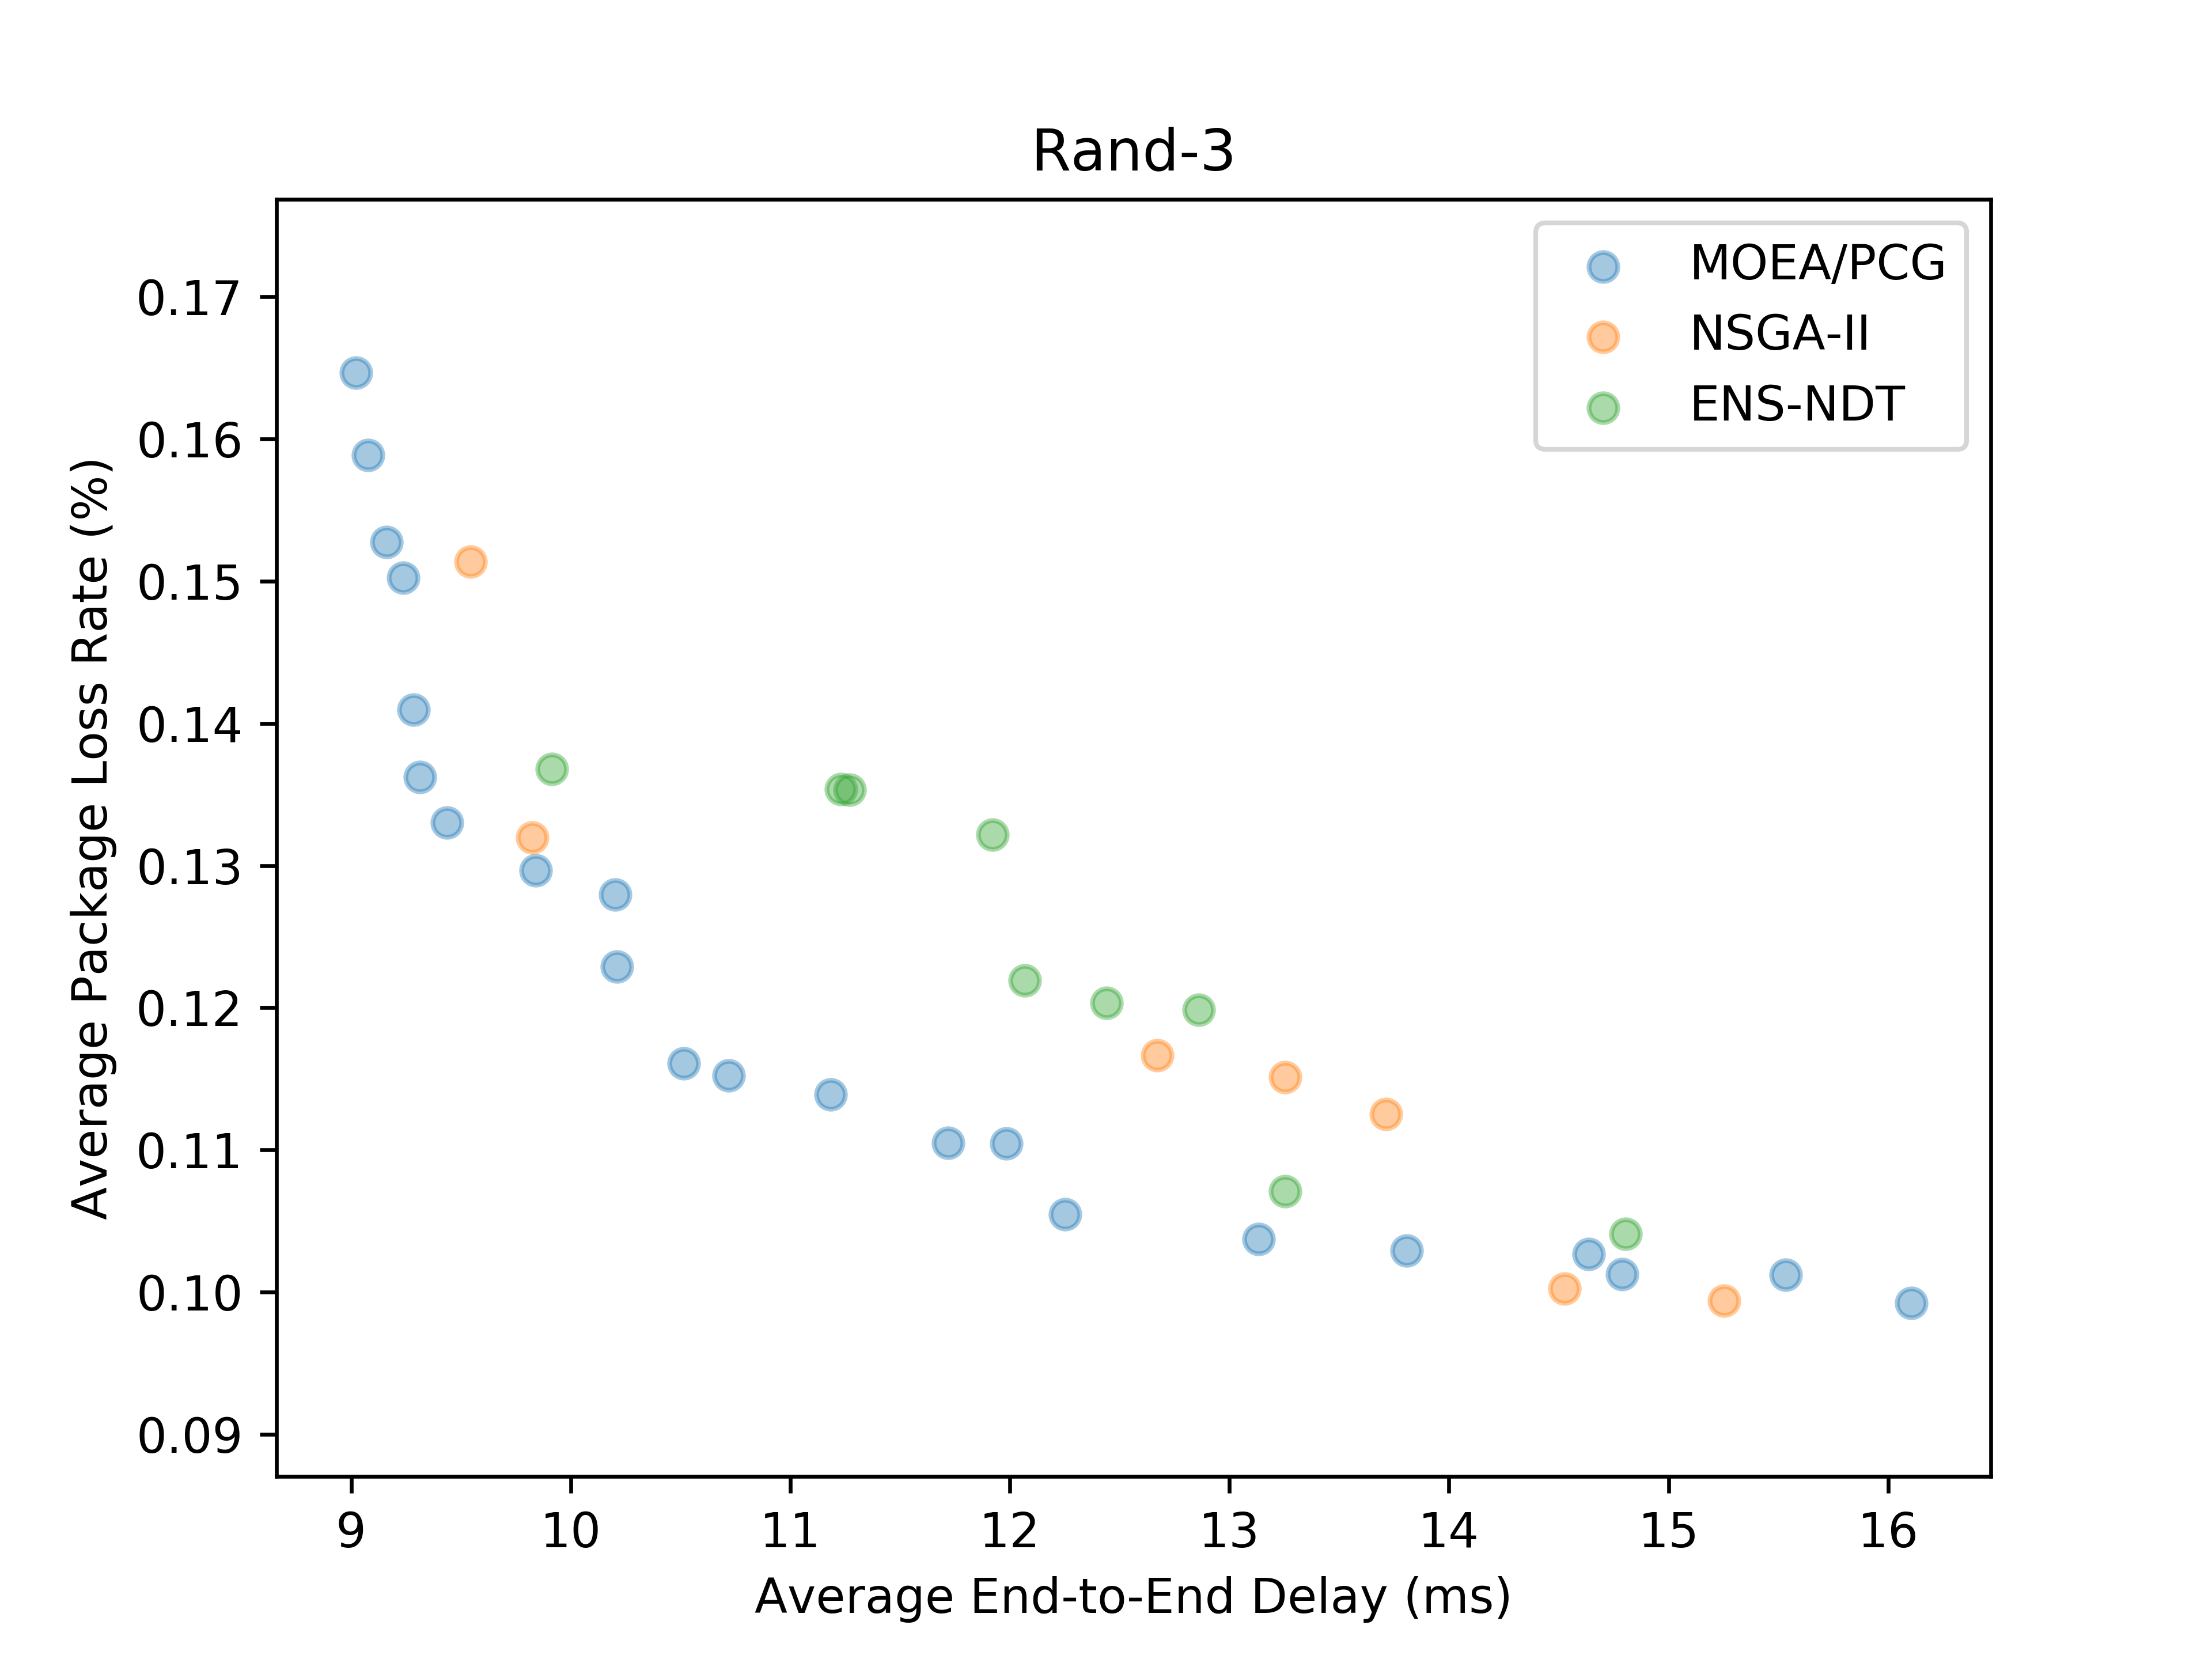 Rand-3
MOEA/PCG
NSGA-II
ENS-NDT
Average Package Loss Rate (%)
0.17
0.16
0.15
0.14
0.13
0.12
0.11
0.10
0.09
9 10 11 12 13 14 15 16
Average End-to-End Delay (ms)